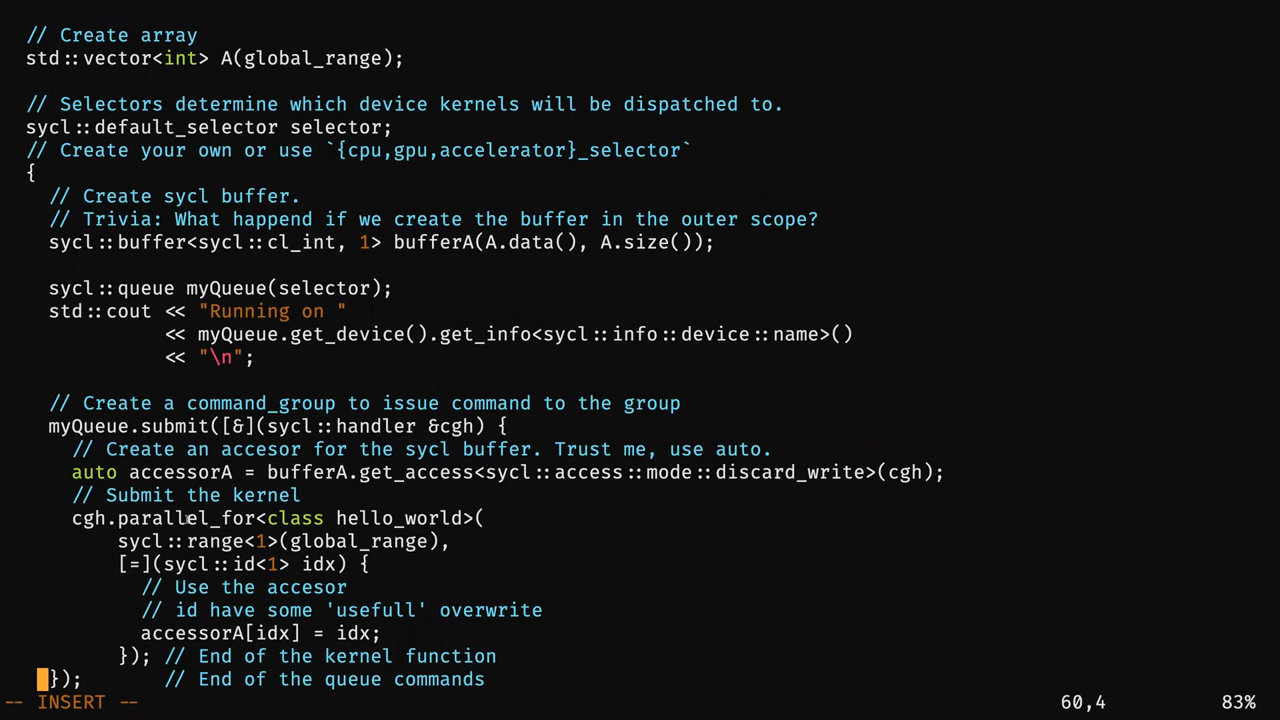 // Create array
std::vector<int> A(global_range);

// Selectors determine which device kernels will be dispatched to.
sycl::default_selector selector;
// Create your own or use `{cpu,gpu,accelerator}_selector`
{
  // Create sycl buffer.
  // Trivia: What happend if we create the buffer in the outer scope?
  sycl::buffer<sycl::cl_int, 1> bufferA(A.data(), A.size());

  sycl::queue myQueue(selector);
  std::cout << "Running on "
            << myQueue.get_device().get_info<sycl::info::device::name>()
            << "\n";

  // Create a command_group to issue command to the group
  myQueue.submit([&](sycl::handler &cgh) {
    // Create an accesor for the sycl buffer. Trust me, use auto.
    auto accessorA = bufferA.get_access<sycl::access::mode::discard_write>(cgh);
    // Submit the kernel
    cgh.parallel_for<class hello_world>(
        sycl::range<1>(global_range),
        [=](sycl::id<1> idx) {
          // Use the accesor
          // id have some 'usefull' overwrite
          accessorA[idx] = idx;
        }); // End of the kernel function
  });       // End of the queue commands
-- INSERT -- 60,4 83%